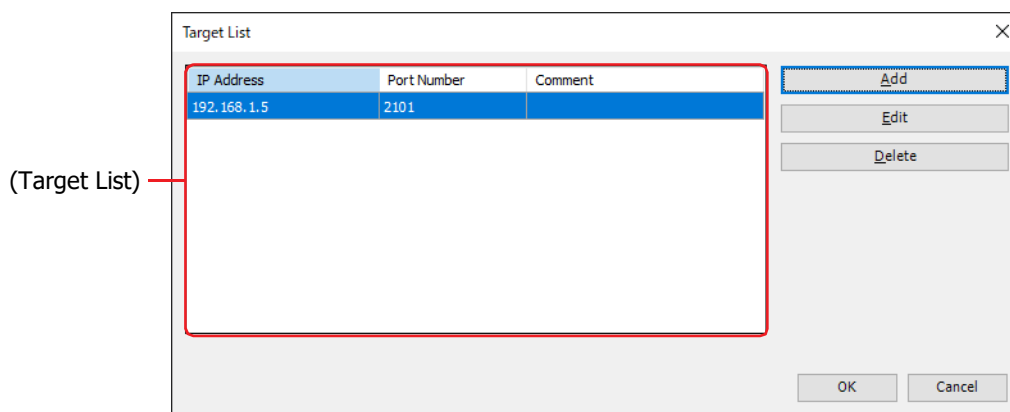 Target List
IP Address Port Number Comment
Add
192.168.1.5 2101
Edit
Delete
(Target List)
OK Cancel